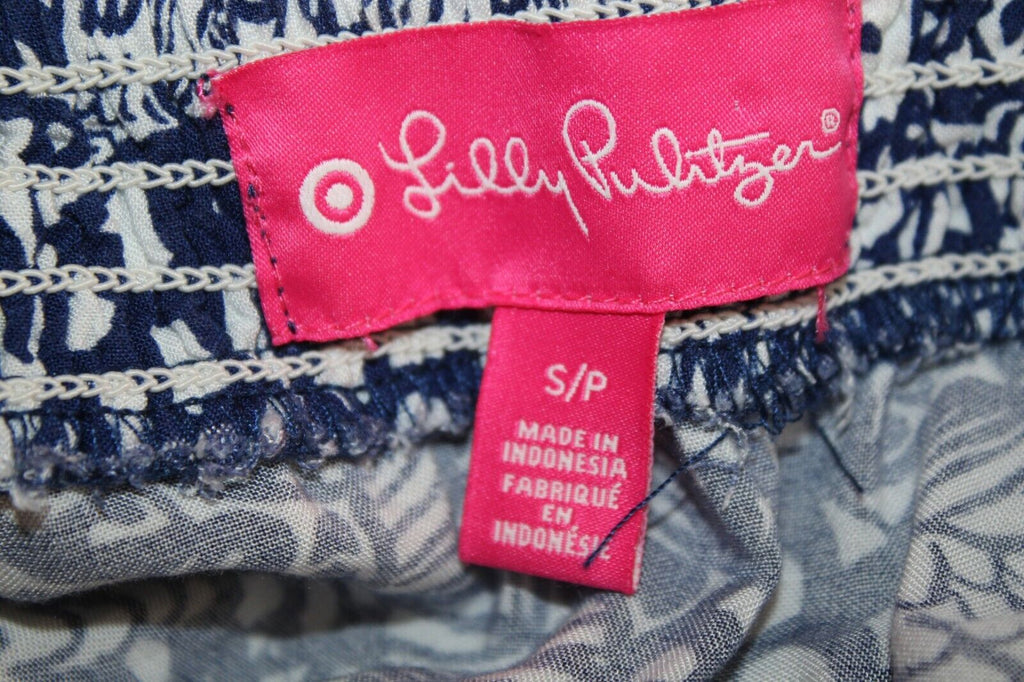 Lilly Pulitzer®
S/P
MADE IN
INDONESIA
FABRIQUÉ
EN
INDONÉSIE